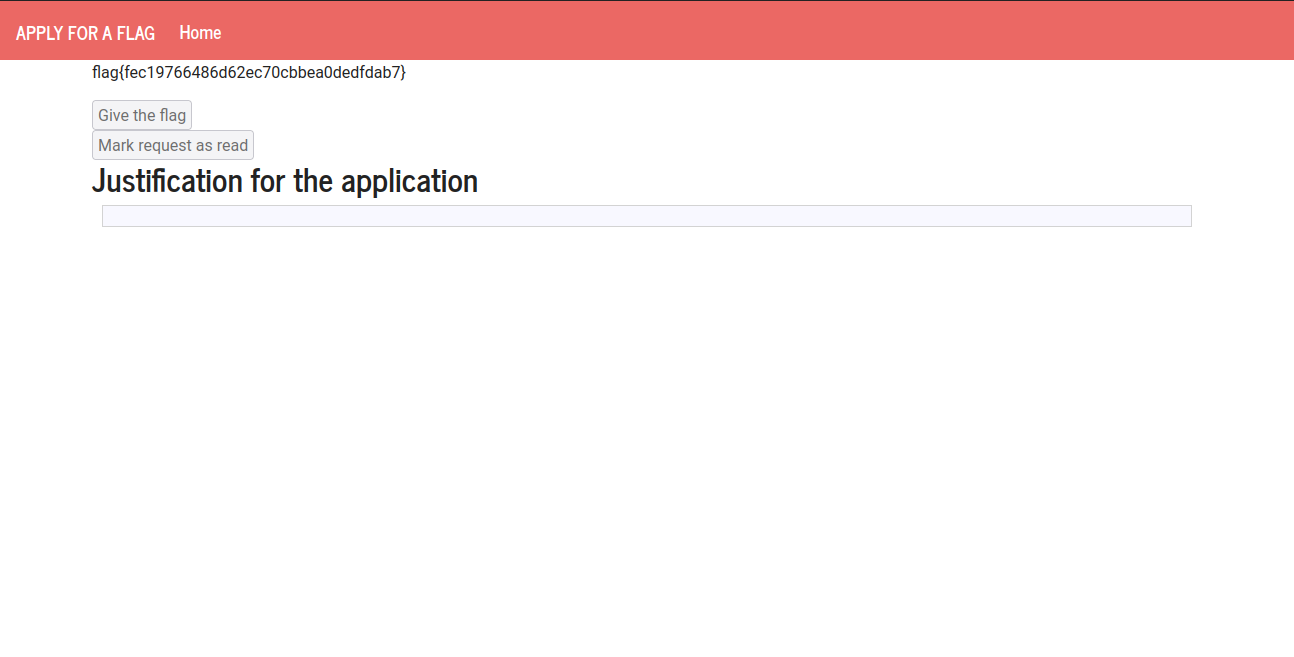 APPLY FOR A FLAG Home
flag{fec19766486d62ec70cbbea0dedfdab7}
Give the flag
Mark request as read
Justification for the application